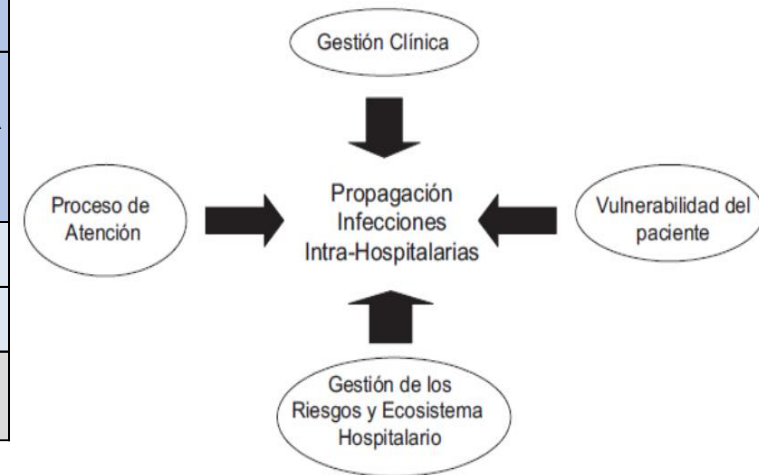 Gestión Clínica
Proceso de
Atención
Propagación
Infecciones
Intra-Hospitalarias
Vulnerabilidad del
paciente
Gestión de los
Riesgos y Ecosistema
Hospitalario